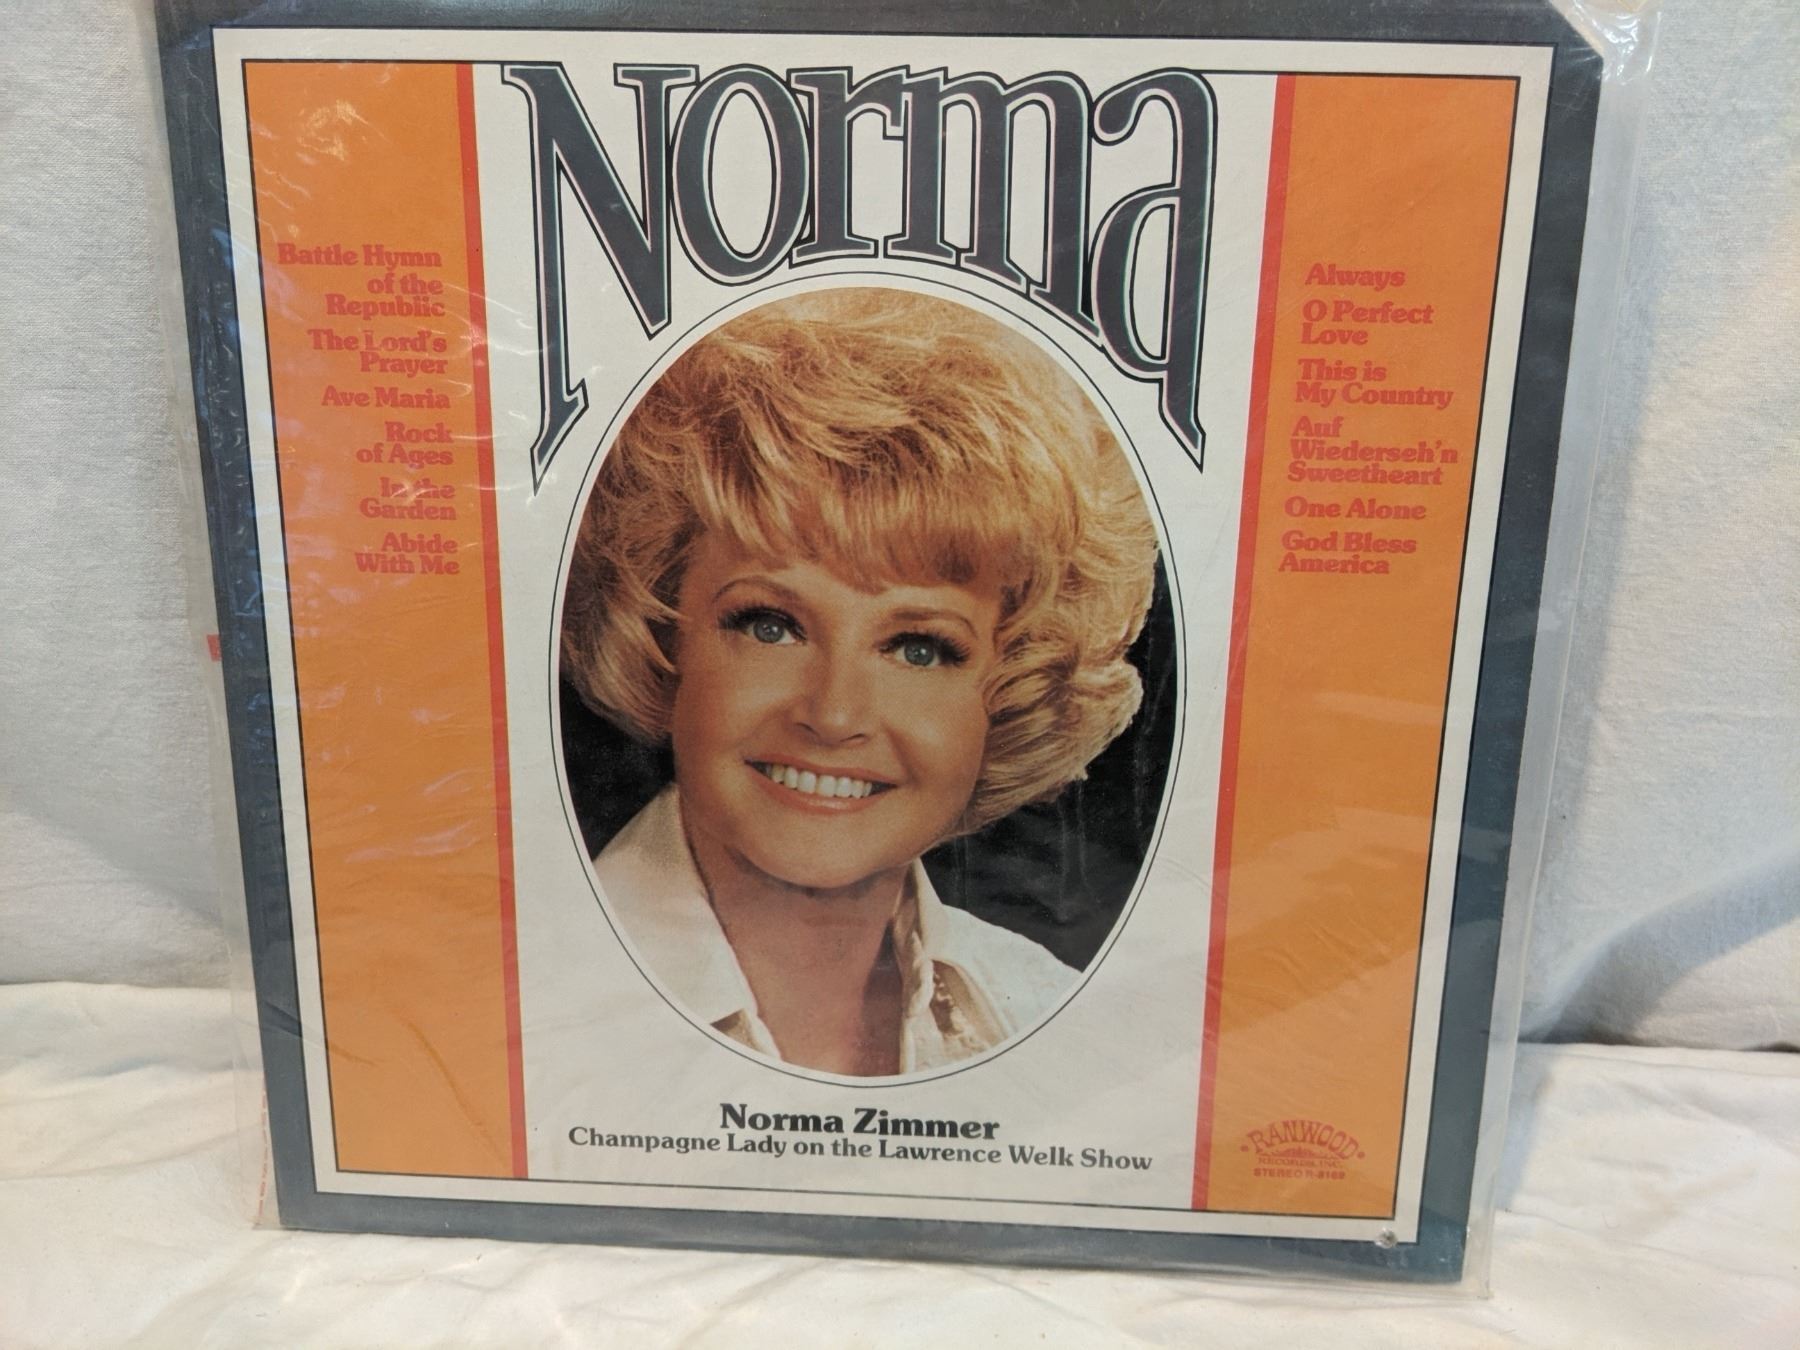 Norma
Battle Hymn
of the
Republic
The Lord's
Prayer
Ave Maria
Rock
of Ages
In the
Garden
Abide
With Me
Always
O Perfect
Love
This is
My Country
Auf
Wiederseh'n
Sweetheart
One Alone
God Bless
America
Norma Zimmer
Champagne Lady on the Lawrence Welk Show
RANWOOD
RECORDS, INC.
STEREO R-8169